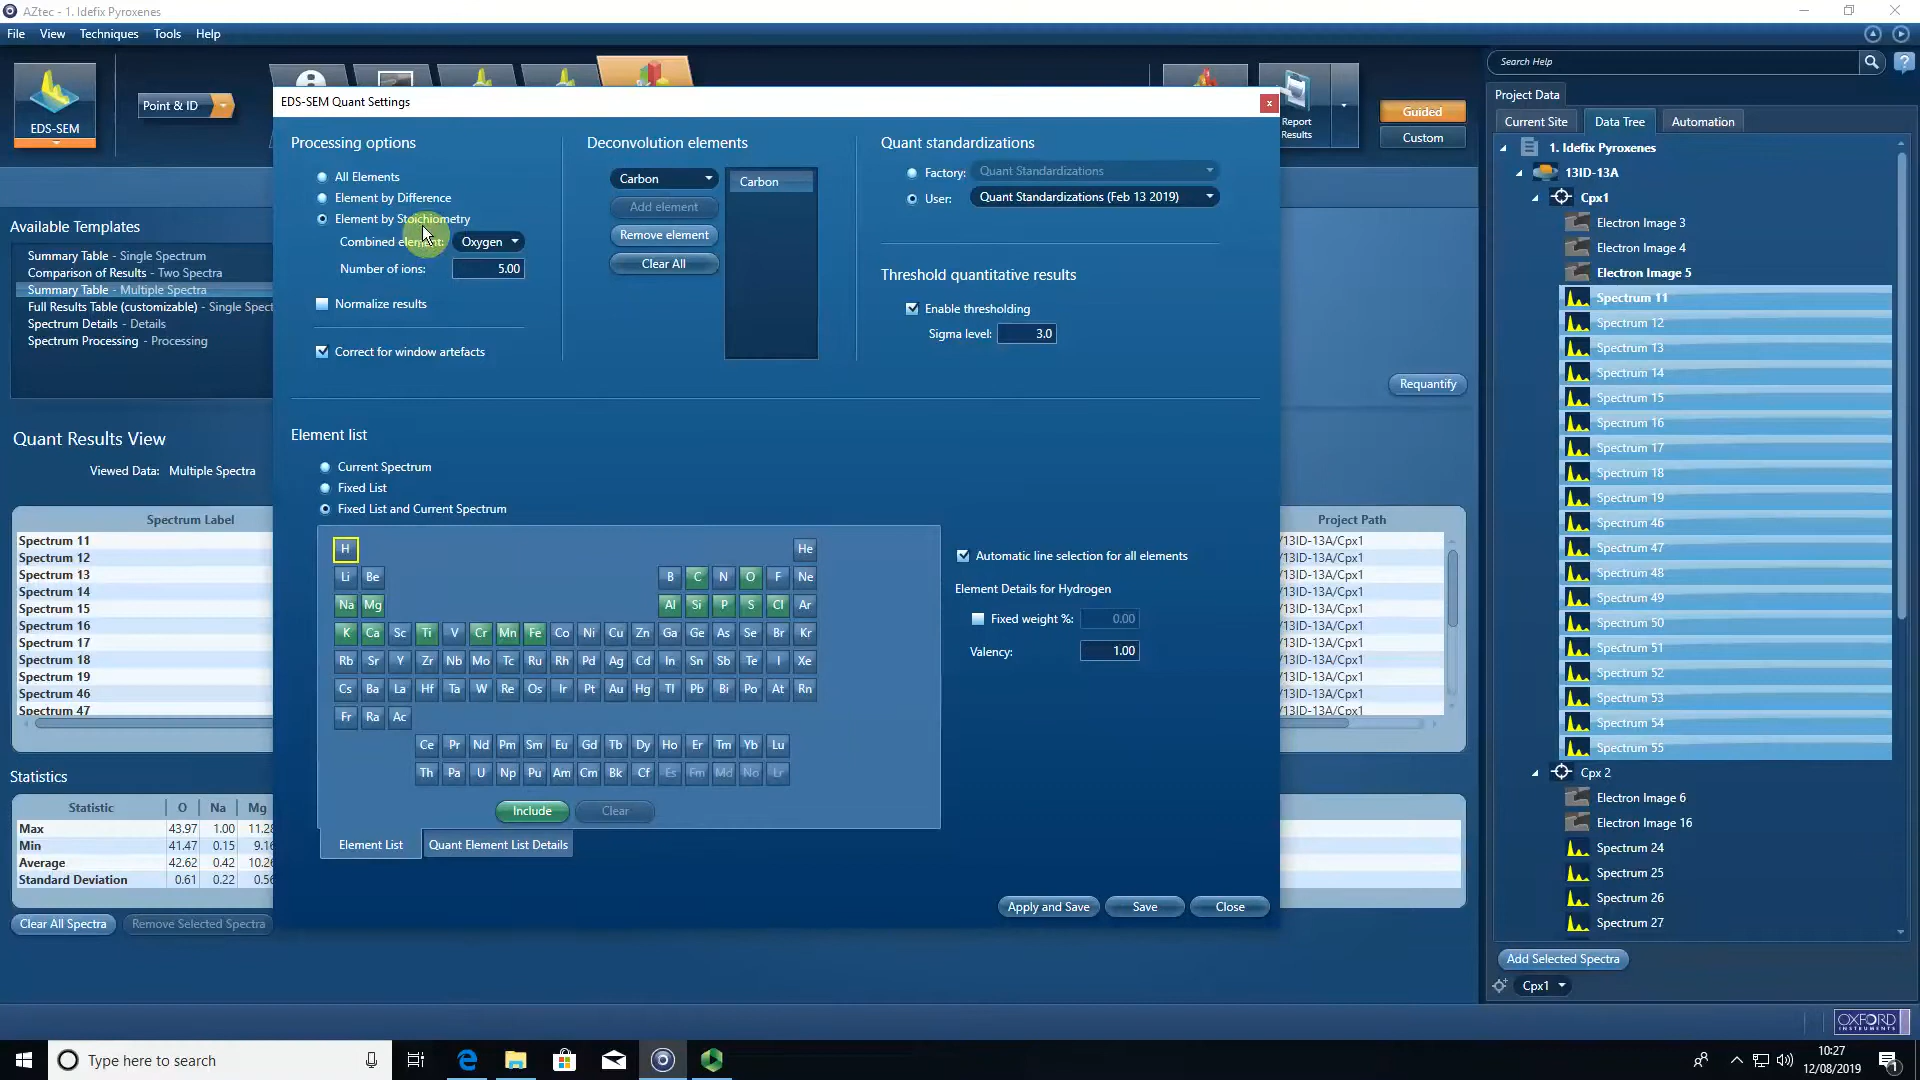 AZtec - 1. Idefix Pyroxenes
File View Techniques Tools Help
EDS-SEM
Point & ID
Report Results
Guided
Custom
Search Help
Project Data
Current Site Data Tree Automation
EDS-SEM Quant Settings
Processing options
All Elements
Element by Difference
Element by Stoichiometry
Combined element: Oxygen
Number of ions: 5.00
Normalize results
Correct for window artefacts
Deconvolution elements
Carbon
Carbon
Add element
Remove element
Clear All
Quant standardizations
Factory: Quant Standardizations
User: Quant Standardizations (Feb 13 2019)
Threshold quantitative results
Enable thresholding
Sigma level: 3.0
Element list
Current Spectrum
Fixed List
Fixed List and Current Spectrum
H He
Li Be B C N O F Ne
Na Mg Al Si P S Cl Ar
K Ca Sc Ti V Cr Mn Fe Co Ni Cu Zn Ga Ge As Se Br Kr
Rb Sr Y Zr Nb Mo Tc Ru Rh Pd Ag Cd In Sn Sb Te I Xe
Cs Ba La Hf Ta W Re Os Ir Pt Au Hg Tl Pb Bi Po At Rn
Fr Ra Ac
Ce Pr Nd Pm Sm Eu Gd Tb Dy Ho Er Tm Yb Lu
Th Pa U Np Pu Am Cm Bk Cf Es Fm Md No Lr
Include Clear
Element List Quant Element List Details
Automatic line selection for all elements
Element Details for Hydrogen
Fixed weight %: 0.00
Valency: 1.00
Apply and Save Save Close
Available Templates
Summary Table - Single Spectrum
Comparison of Results - Two Spectra
Summary Table - Multiple Spectra
Full Results Table (customizable) - Single Spect
Spectrum Details - Details
Spectrum Processing - Processing
Requantify
Quant Results View
Viewed Data: Multiple Spectra
Spectrum Label
Spectrum 11
Spectrum 12
Spectrum 13
Spectrum 14
Spectrum 15
Spectrum 16
Spectrum 17
Spectrum 18
Spectrum 19
Spectrum 46
Spectrum 47
Project Path
/13ID-13A/Cpx1
/13ID-13A/Cpx1
/13ID-13A/Cpx1
/13ID-13A/Cpx1
/13ID-13A/Cpx1
/13ID-13A/Cpx1
/13ID-13A/Cpx1
/13ID-13A/Cpx1
/13ID-13A/Cpx1
/13ID-13A/Cpx1
/13ID-13A/Cpx1
Statistics
Statistic O Na Mg
Max 43.97 1.00 11.28
Min 41.47 0.15 9.16
Average 42.62 0.42 10.26
Standard Deviation 0.61 0.22 0.56
Clear All Spectra Remove Selected Spectra
1. Idefix Pyroxenes
13ID-13A
Cpx1
Electron Image 3
Electron Image 4
Electron Image 5
Spectrum 11
Spectrum 12
Spectrum 13
Spectrum 14
Spectrum 15
Spectrum 16
Spectrum 17
Spectrum 18
Spectrum 19
Spectrum 46
Spectrum 47
Spectrum 48
Spectrum 49
Spectrum 50
Spectrum 51
Spectrum 52
Spectrum 53
Spectrum 54
Spectrum 55
Cpx 2
Electron Image 6
Electron Image 16
Spectrum 24
Spectrum 25
Spectrum 26
Spectrum 27
Add Selected Spectra
Cpx1
OXFORD
INSTRUMENTS
Type here to search
10:27
12/08/2019
1